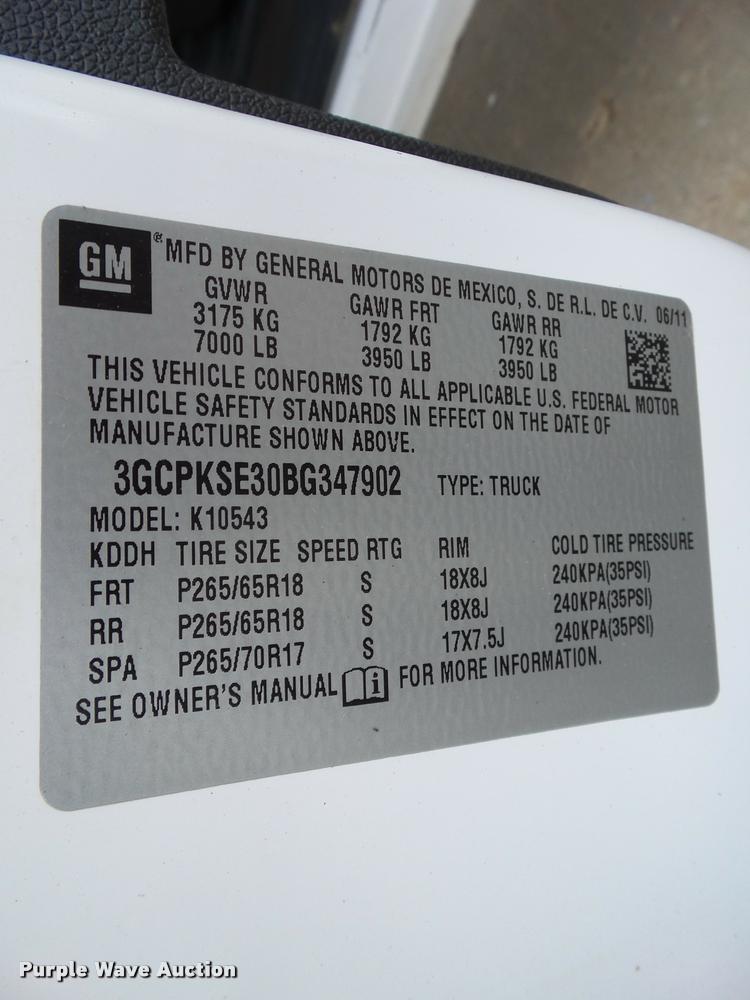 GM
® MFD BY GENERAL MOTORS DE MEXICO, S. DE R.L. DE C.V. 06/11
GVWR GAWR FRT GAWR RR
3175 KG 1792 KG 1792 KG
7000 LB 3950 LB 3950 LB
THIS VEHICLE CONFORMS TO ALL APPLICABLE U.S. FEDERAL MOTOR
VEHICLE SAFETY STANDARDS IN EFFECT ON THE DATE OF
MANUFACTURE SHOWN ABOVE.
3GCPKSE30BG347902 TYPE: TRUCK
MODEL: K10543
KDDH TIRE SIZE SPEED RTG RIM COLD TIRE PRESSURE
FRT P265/65R18 S 18X8J 240KPA(35PSI)
RR P265/65R18 S 18X8J 240KPA(35PSI)
SPA P265/70R17 S 17X7.5J 240KPA(35PSI)
SEE OWNER'S MANUAL i FOR MORE INFORMATION.
Purple Wave Auction